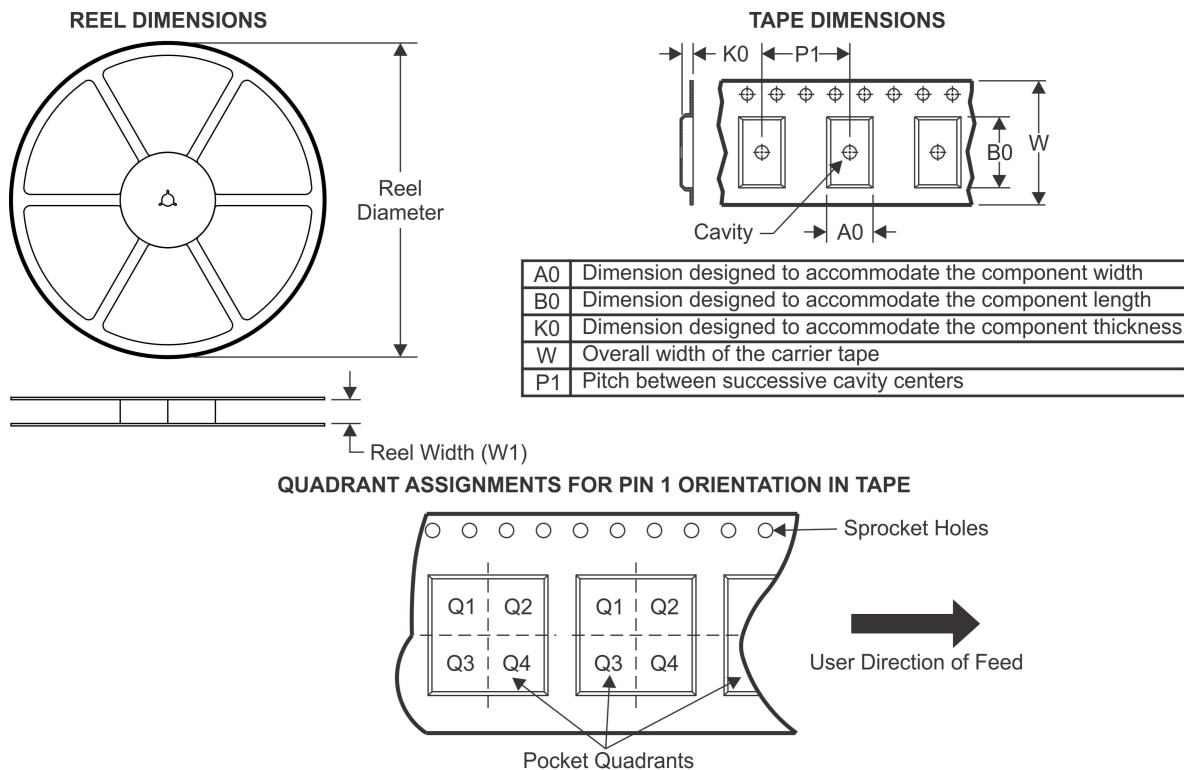 REEL DIMENSIONS
Reel
Diameter
Reel Width (W1)
TAPE DIMENSIONS
K0
P1
W
B0
Cavity
A0
A0 Dimension designed to accommodate the component width
B0 Dimension designed to accommodate the component length
K0 Dimension designed to accommodate the component thickness
W Overall width of the carrier tape
P1 Pitch between successive cavity centers
QUADRANT ASSIGNMENTS FOR PIN 1 ORIENTATION IN TAPE
Sprocket Holes
Q1 Q2 Q1 Q2
Q3 Q4 Q3 Q4
User Direction of Feed
Pocket Quadrants